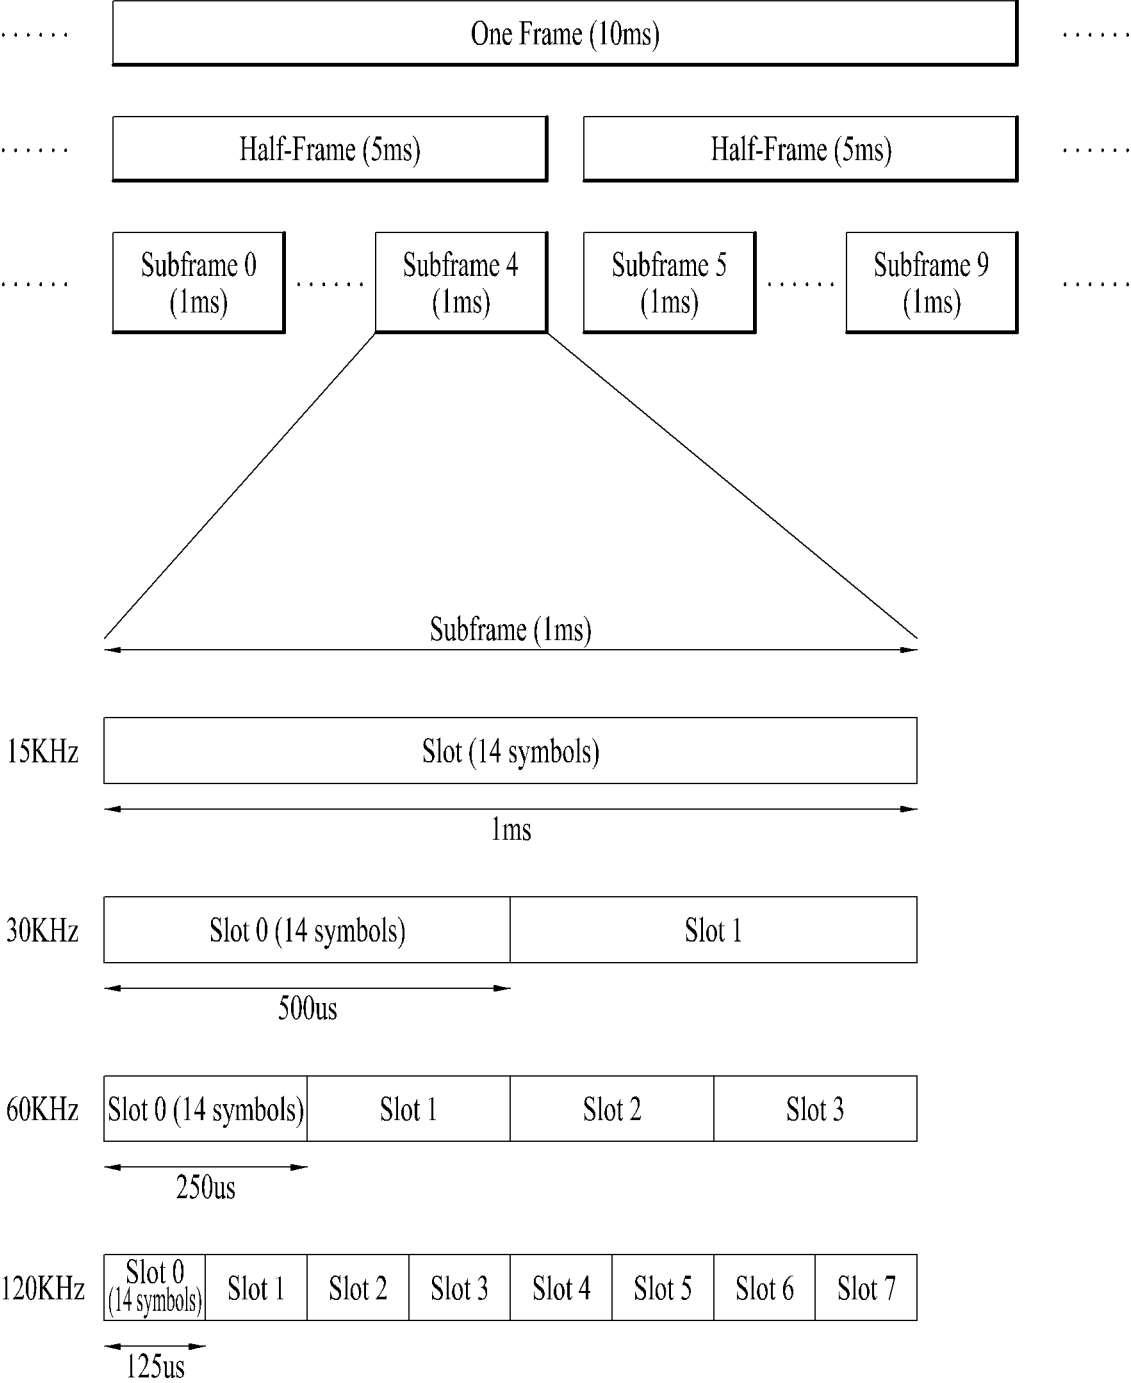 ...... One Frame (10ms) ......
...... Half-Frame (5ms) Half-Frame (5ms) ......
Subframe 0 Subframe 4 Subframe 5 Subframe 9
...... ...... ...... ......
(1ms) (1ms) (1ms) (1ms)
Subframe (1ms)
15KHz Slot (14 symbols)
1ms
30KHz Slot 0 (14 symbols) Slot 1
500us
60KHz Slot 0 (14 symbols) Slot 1 Slot 2 Slot 3
250us
120KHz Slot 0 (14 symbols) Slot 1 Slot 2 Slot 3 Slot 4 Slot 5 Slot 6 Slot 7
125us